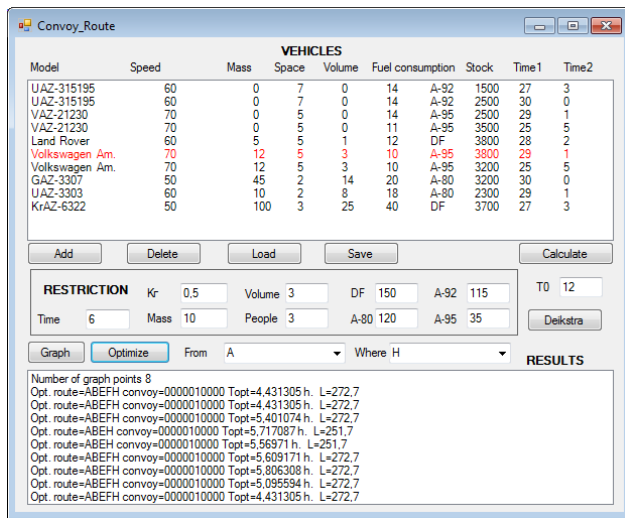 Convoy_Route
VEHICLES
Model Speed Mass Space Volume Fuel consumption Stock Time1 Time2
UAZ-315195 60 0 7 0 14 A-92 1500 27 3
UAZ-315195 60 0 7 0 14 A-92 2500 30 0
VAZ-21230 70 0 5 0 14 A-95 2500 29 1
VAZ-21230 70 0 5 0 11 A-95 3500 25 5
Land Rover 60 5 5 1 12 DF 3800 28 2
Volkswagen Am. 70 12 5 3 10 A-95 3800 29 1
Volkswagen Am. 70 12 5 3 10 A-95 3200 25 5
GAZ-3307 50 45 2 14 20 A-80 3200 30 0
UAZ-3303 60 10 2 8 18 A-80 2300 29 1
KrAZ-6322 50 100 3 25 40 DF 3700 27 3
Add Delete Load Save Calculate
RESTRICTION Kr 0,5 Volume 3 DF 150 A-92 115 T0 12
Time 6 Mass 10 People 3 A-80 120 A-95 35 Deikstra
Graph Optimize From A Where H RESULTS
Number of graph points 8
Opt. route=ABEFH convoy=0000010000 Topt=4,431305 h. L=272,7
Opt. route=ABEFH convoy=0000010000 Topt=4,431305 h. L=272,7
Opt. route=ABEFH convoy=0000010000 Topt=5,401074 h. L=272,7
Opt. route=ABEH convoy=0000010000 Topt=5,717087 h. L=251,7
Opt. route=ABEH convoy=0000010000 Topt=5,56971 h. L=251,7
Opt. route=ABEFH convoy=0000010000 Topt=5,609171 h. L=272,7
Opt. route=ABEFH convoy=0000010000 Topt=5,806308 h. L=272,7
Opt. route=ABEFH convoy=0000010000 Topt=5,095594 h. L=272,7
Opt. route=ABEFH convoy=0000010000 Topt=4,431305 h. L=272,7